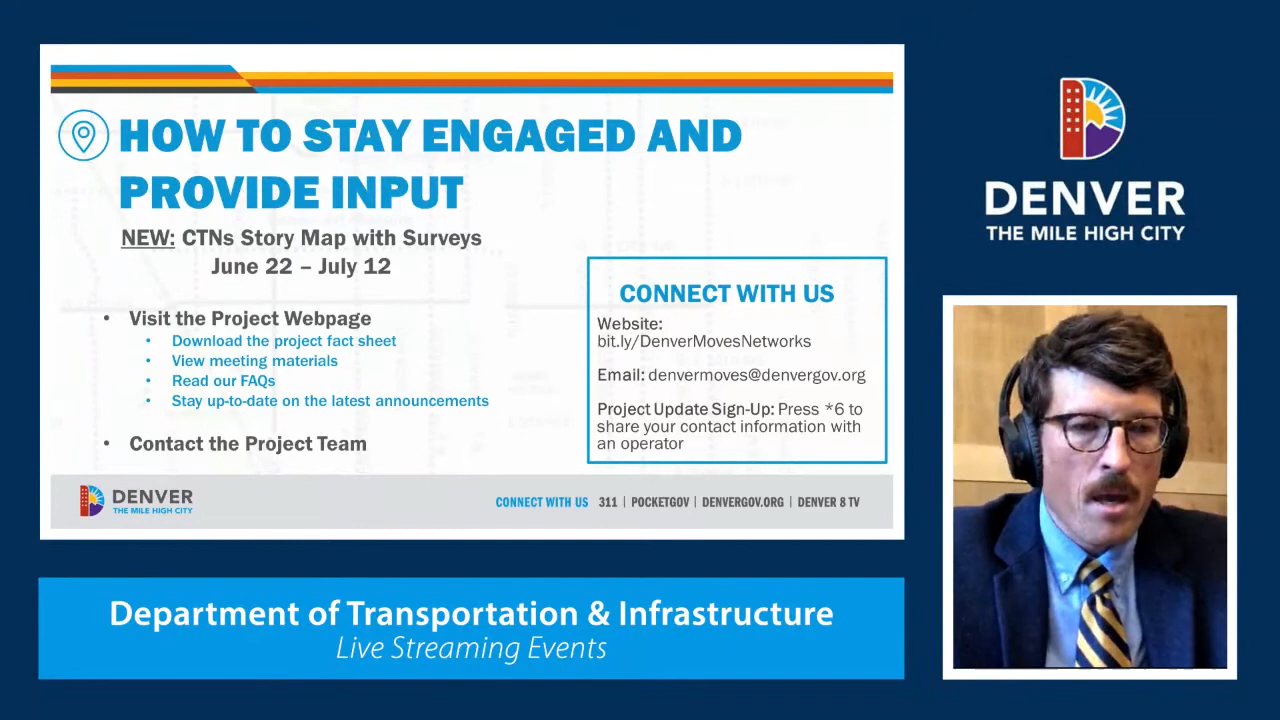 HOW TO STAY ENGAGED AND
PROVIDE INPUT
NEW: CTNs Story Map with Surveys
June 22 – July 12
• Visit the Project Webpage
• Download the project fact sheet
• View meeting materials
• Read our FAQs
• Stay up-to-date on the latest announcements
• Contact the Project Team
CONNECT WITH US
Website:
bit.ly/DenverMovesNetworks
Email: denvermoves@denvergov.org
Project Update Sign-Up: Press *6 to
share your contact information with
an operator
DENVER
THE MILE HIGH CITY
CONNECT WITH US 311 | POCKETGOV | DENVERGOV.ORG | DENVER 8 TV
Department of Transportation & Infrastructure
Live Streaming Events
DENVER
THE MILE HIGH CITY